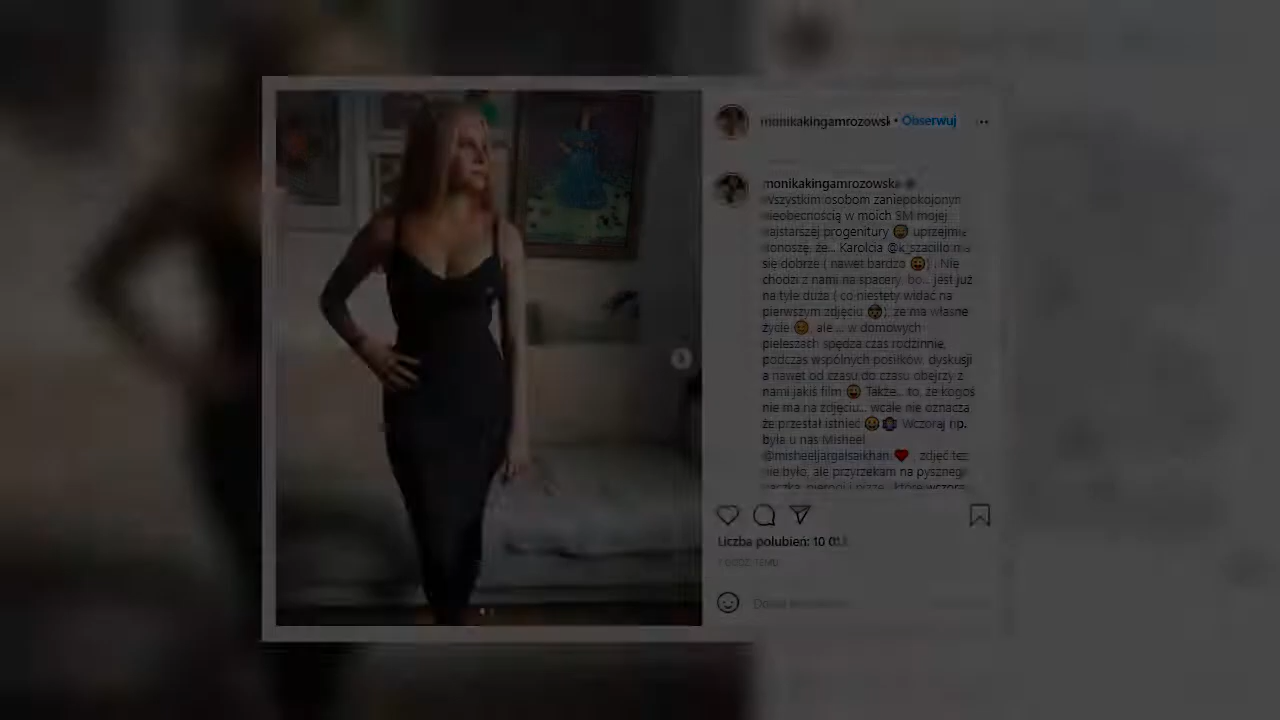 monikakingamrozowsk • Obserwuj
monikakingamrozowska
Wszystkim osobom zaniepokojonym
nieobecnością w moich SM mojej
najstarszej progenitury 😜 uprzejmie
donoszę, że... Karolcia @k_szacillo ma
się dobrze ( nawet bardzo 😀) . Nie
chodzi z nami na spacery, bo... jest już
na tyle duża ( co niestety widać na
pierwszym zdjęciu 🙈), że ma własne
życie 🙂, ale... w domowych
pieleszach spędza czas rodzinnie,
podczas wspólnych posiłków, dyskusji
a nawet od czasu do czasu obejrzy z
nami jakiś film 😀 Także... to, że kogoś
nie ma na zdjęciu... wcale nie oznacza
że przestał istnieć 😀 Wczoraj np.
była u nas Misheel
@misheeljargalsaikhan ❤️, zdjęć też
nie było, ale przyrzekam na pyszneg
Liczba polubień: 10